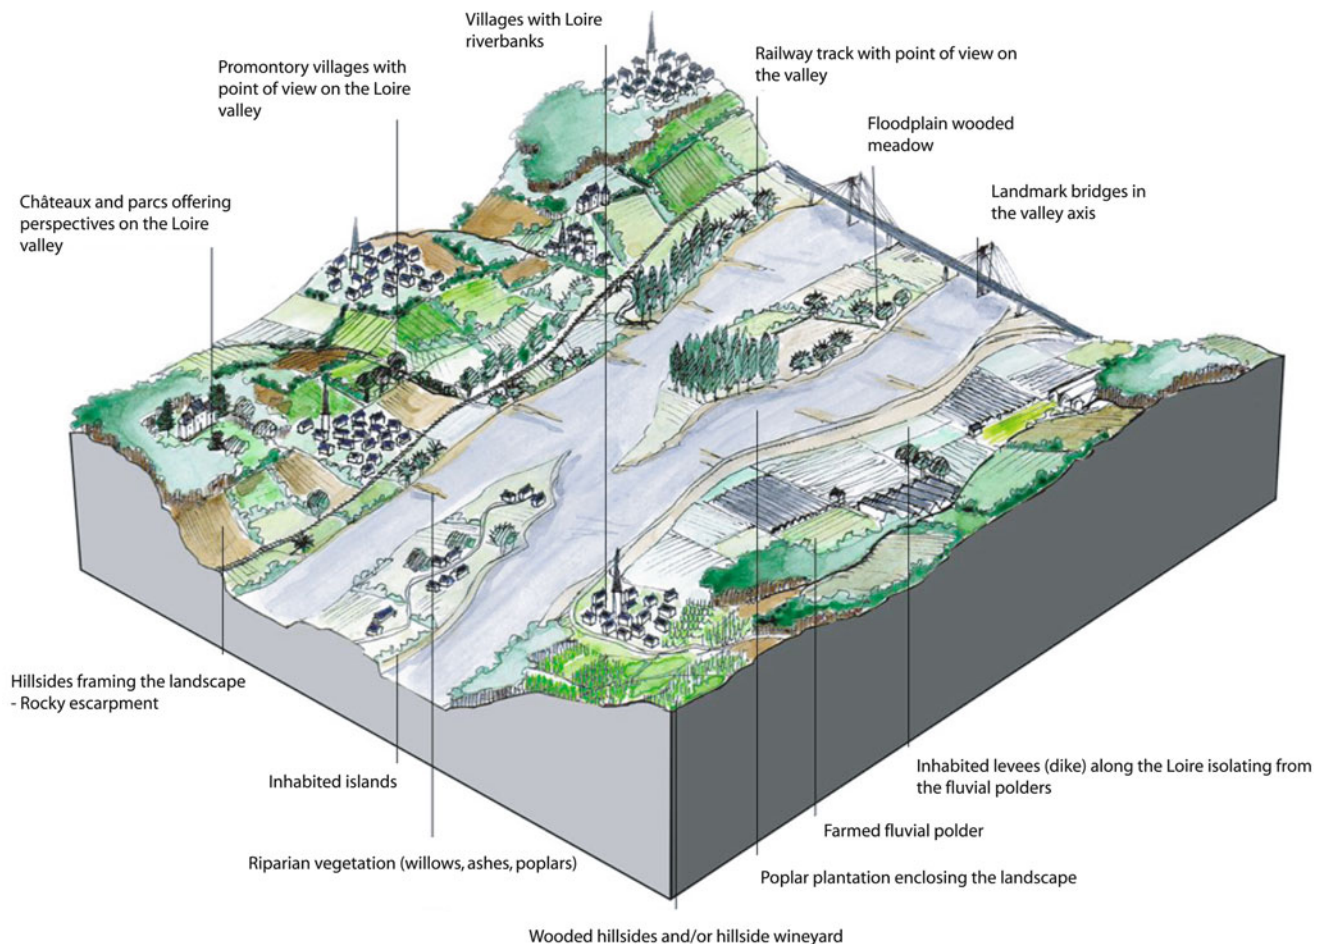 Villages with Loire
riverbanks
Promontory villages with
point of view on the Loire
valley
Railway track with point of view on
the valley
Floodplain wooded
meadow
Châteaux and parcs offering
perspectives on the Loire
valley
Landmark bridges in
the valley axis
Hillsides framing the landscape
- Rocky escarpment
Inhabited islands
Riparian vegetation (willows, ashes, poplars)
Inhabited levees (dike) along the Loire isolating from
the fluvial polders
Farmed fluvial polder
Poplar plantation enclosing the landscape
Wooded hillsides and/or hillside wineyard